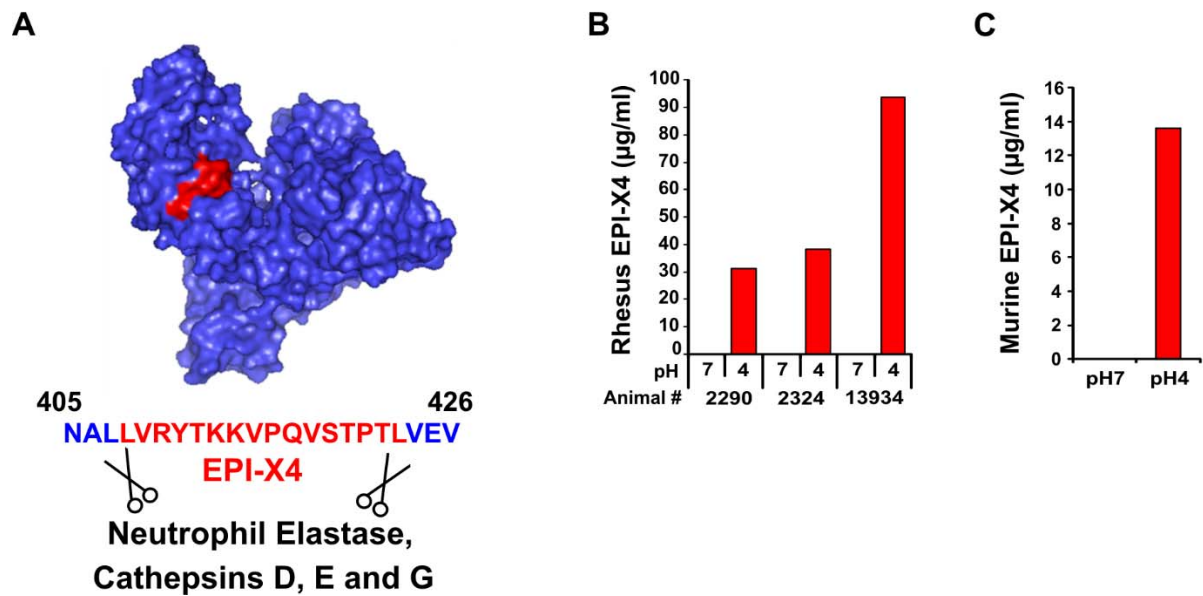 A
405 426
NALLVRYTKKVPQVSTPTLVEV
EPI-X4
Neutrophil Elastase,
Cathepsins D, E and G
B
Rhesus EPI-X4 (µg/ml)
100
90
80
70
60
50
40
30
20
10
0
pH 7 4 7 4 7 4
Animal # 2290 2324 13934
C
Murine EPI-X4 (µg/ml)
16
14
12
10
8
6
4
2
0
pH7 pH4